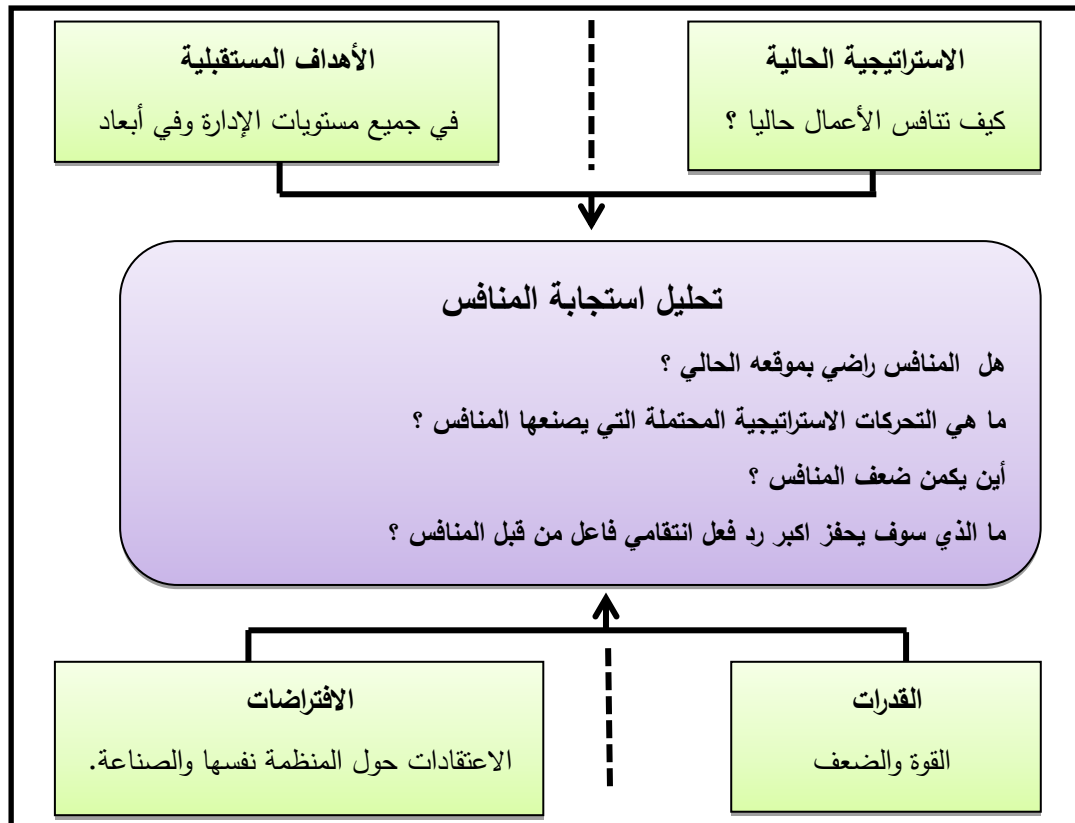 الاستراتيجية الحالية
كيف تتنافس الأعمال حاليا ؟
الأهداف المستقبلية
في جميع مستويات الإدارة وفي أبعاد
تحليل استجابة المنافس
هل المنافس راضي بموقعه الحالي ؟
ما هي التحركات الاستراتيجية المحتملة التي يصنعها المنافس ؟
أين يكمن ضعف المنافس ؟
ما الذي سوف يحفز اكبر رد فعل انتقامي فاعل من قبل المنافس ؟
القدرات
القوة والضعف
الافتراضات
الاعتقادات حول المنظمة نفسها والصناعة.